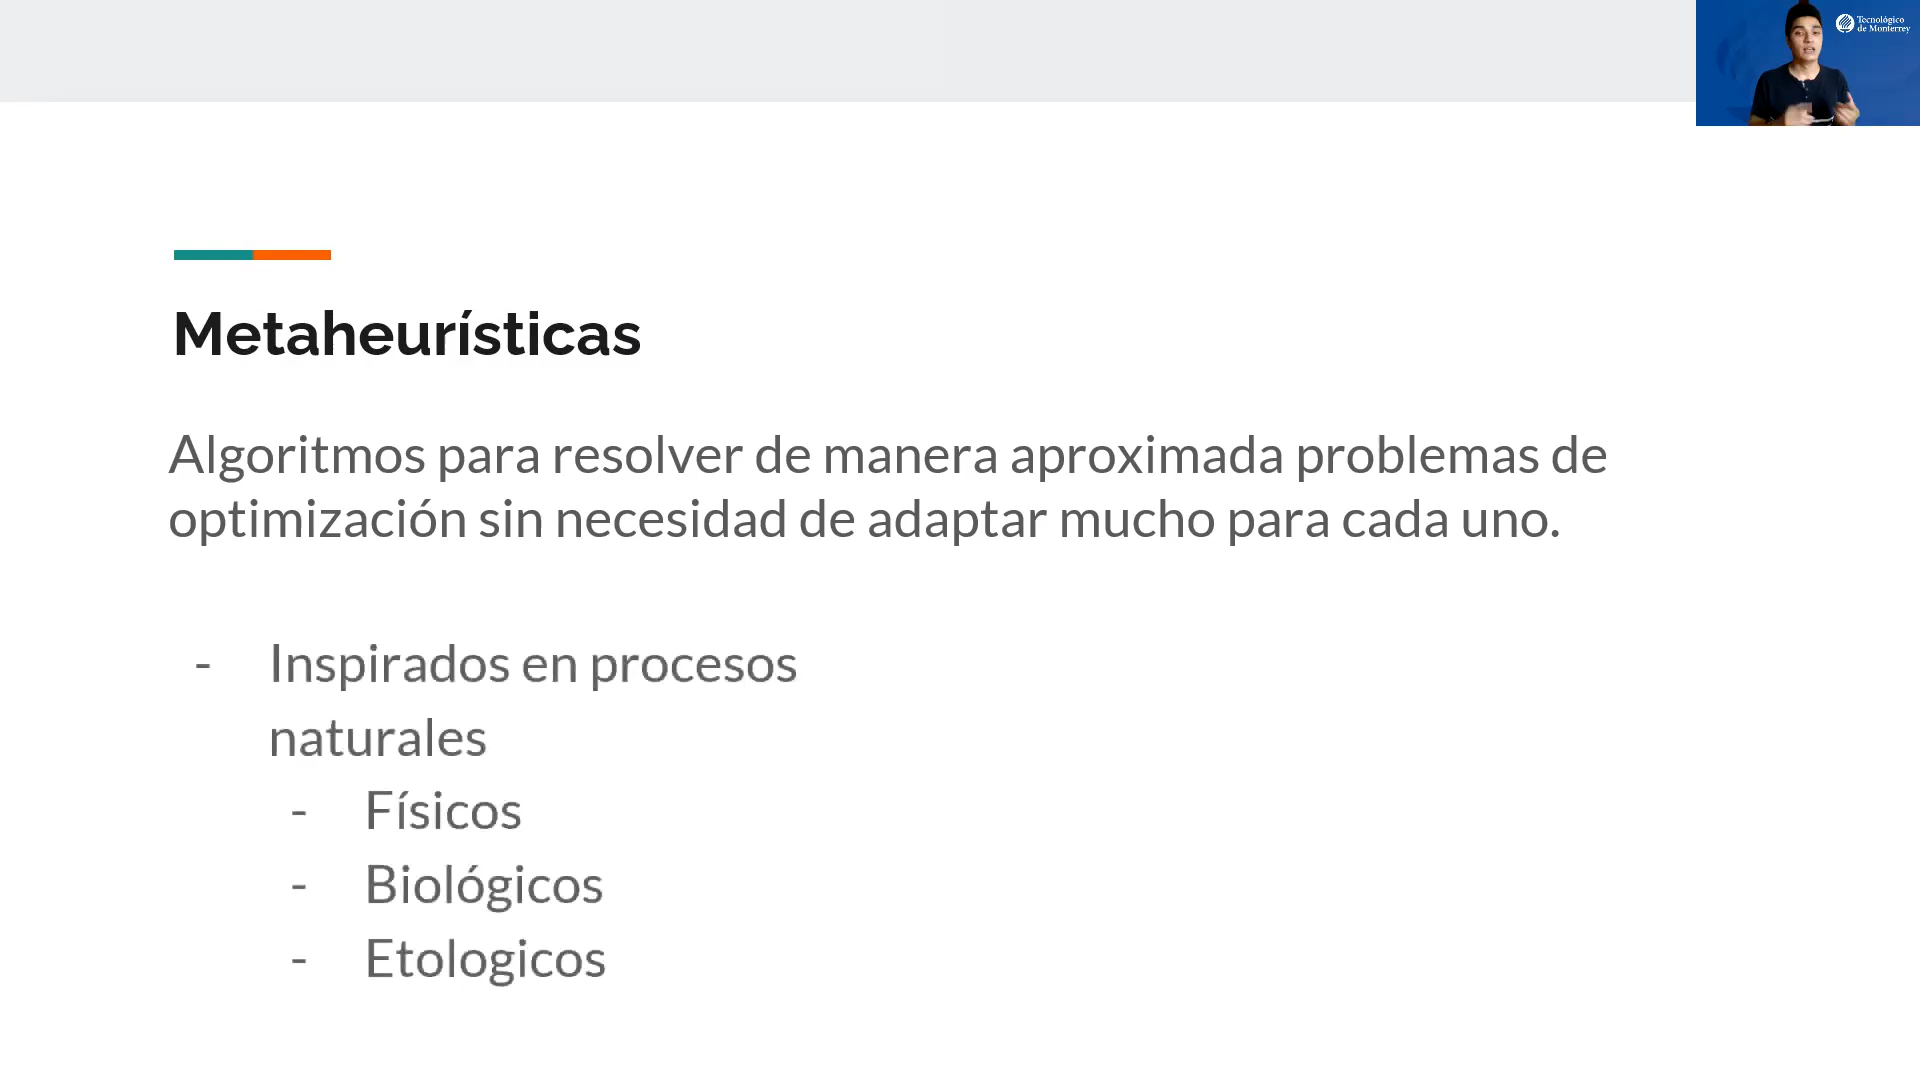 Tecnológico
de Monterrey
Metaheurísticas
Algoritmos para resolver de manera aproximada problemas de
optimización sin necesidad de adaptar mucho para cada uno.
- Inspirados en procesos
naturales
- Físicos
- Biológicos
- Etologicos